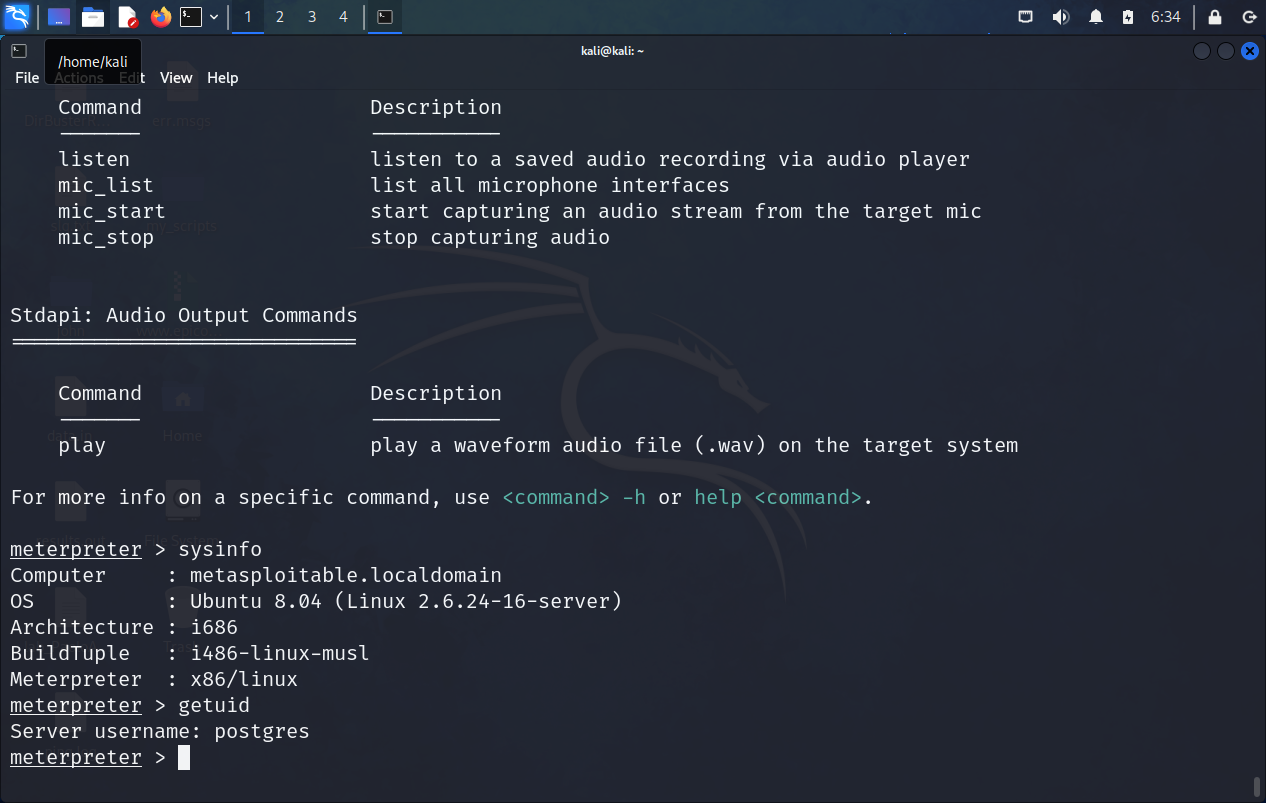 1 2 3 4 6:34
kali@kali: ~
/home/kali
File Actions Edit View Help
Command Description
listen listen to a saved audio recording via audio player
mic_list list all microphone interfaces
mic_start start capturing an audio stream from the target mic
mic_stop stop capturing audio
Stdapi: Audio Output Commands
=============================
Command Description
play play a waveform audio file (.wav) on the target system
Home
For more info on a specific command, use <command> -h or help <command>.
File System
meterpreter > sysinfo
Computer : metasploitable.localdomain
OS : Ubuntu 8.04 (Linux 2.6.24-16-server)
Architecture : i686
BuildTuple : i486-linux-musl
Meterpreter : x86/linux
meterpreter > getuid
Server username: postgres
meterpreter >